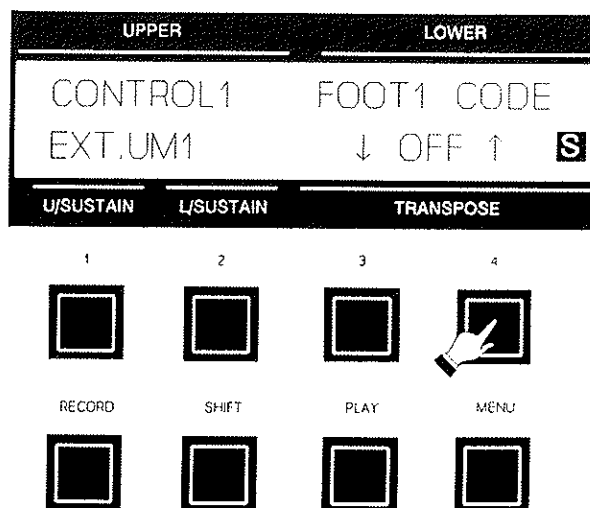 UPPER LOWER
CONTROL1 FOOT1 CODE
EXT.UM1 ↓ OFF ↑ S
U/SUSTAIN L/SUSTAIN TRANSPOSE
1 2 3 4
RECORD SHIFT PLAY MENU